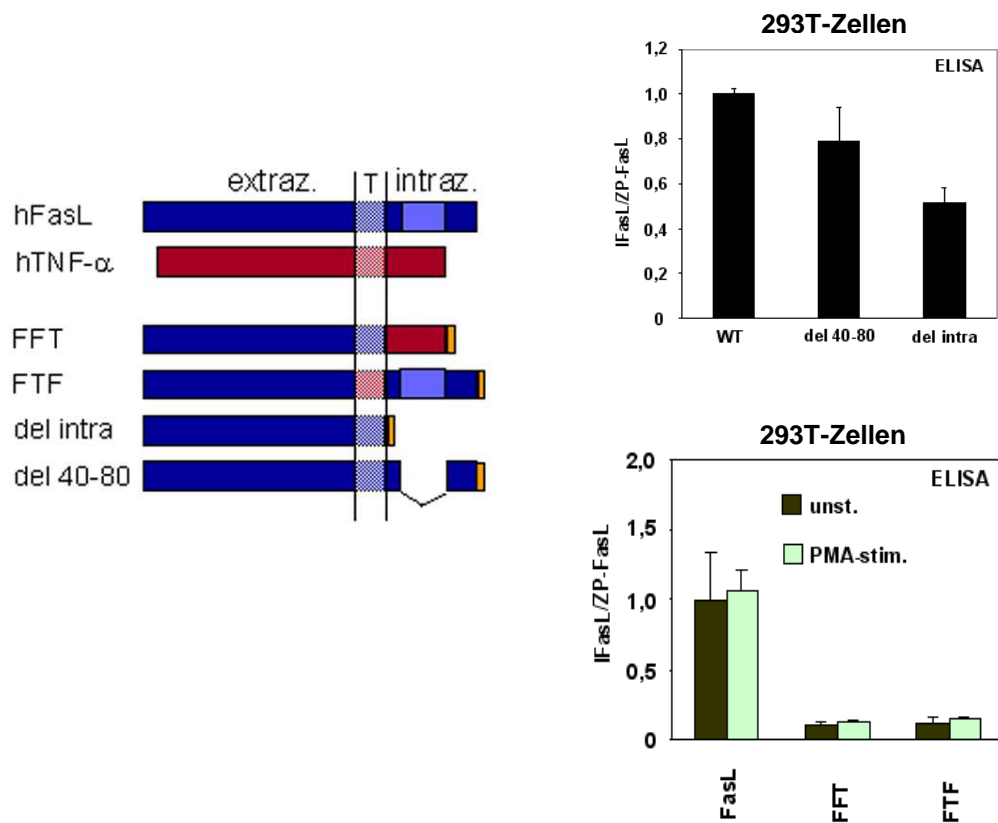 extraz. T intraz.
hFasL
hTNF-α
FFT
FTF
del intra
del 40-80
293T-Zellen
ELISA
lFasL/ZP-FasL
1,2
1,0
0,8
0,6
0,4
0,2
0
WT del 40-80 del intra
293T-Zellen
ELISA
unst.
PMA-stim.
lFasL/ZP-FasL
2,0
1,5
1,0
0,5
0
FasL
FFT
FTF